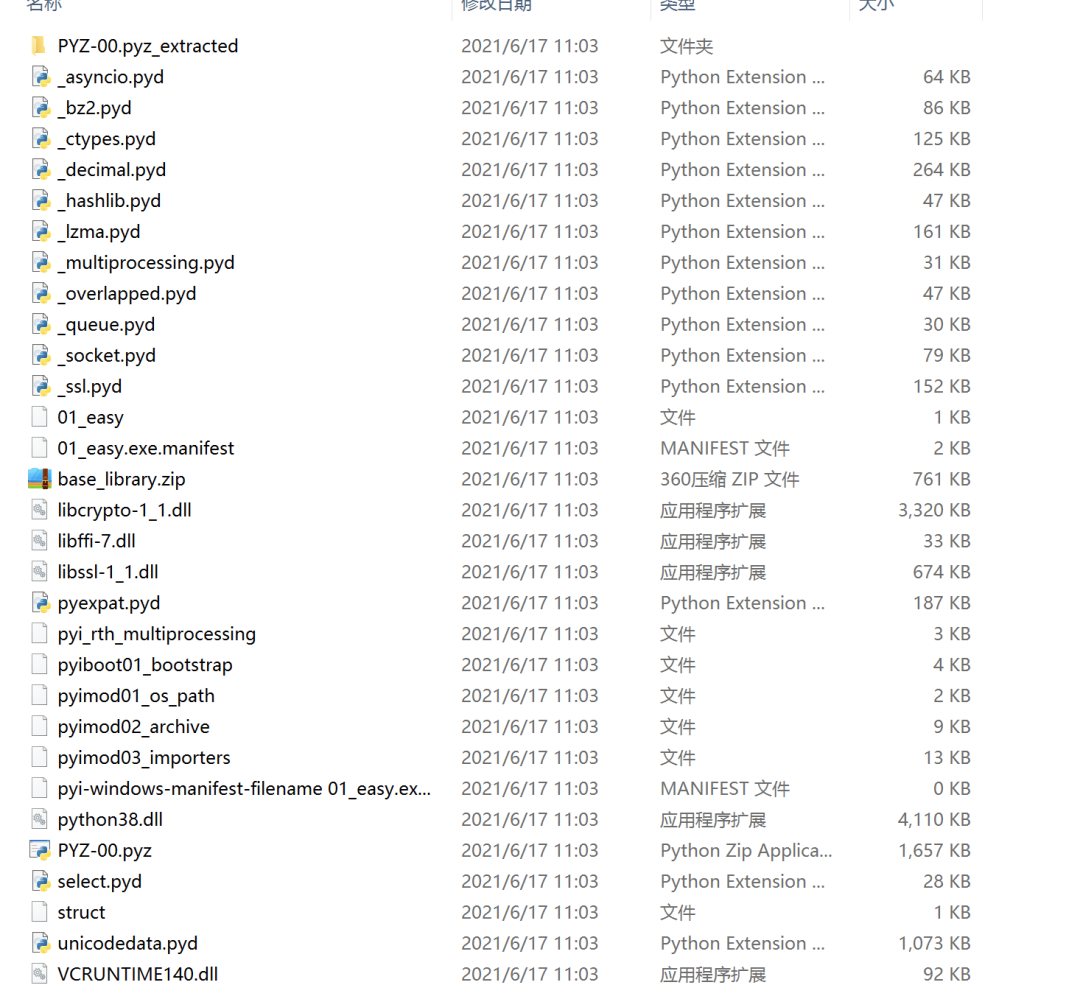 名称 修改日期 类型 大小
PYZ-00.pyz_extracted 2021/6/17 11:03 文件夹
_asyncio.pyd 2021/6/17 11:03 Python Extension ... 64 KB
_bz2.pyd 2021/6/17 11:03 Python Extension ... 86 KB
_ctypes.pyd 2021/6/17 11:03 Python Extension ... 125 KB
_decimal.pyd 2021/6/17 11:03 Python Extension ... 264 KB
_hashlib.pyd 2021/6/17 11:03 Python Extension ... 47 KB
_lzma.pyd 2021/6/17 11:03 Python Extension ... 161 KB
_multiprocessing.pyd 2021/6/17 11:03 Python Extension ... 31 KB
_overlapped.pyd 2021/6/17 11:03 Python Extension ... 47 KB
_queue.pyd 2021/6/17 11:03 Python Extension ... 30 KB
_socket.pyd 2021/6/17 11:03 Python Extension ... 79 KB
_ssl.pyd 2021/6/17 11:03 Python Extension ... 152 KB
01_easy 2021/6/17 11:03 文件 1 KB
01_easy.exe.manifest 2021/6/17 11:03 MANIFEST 文件 2 KB
base_library.zip 2021/6/17 11:03 360压缩 ZIP 文件 761 KB
libcrypto-1_1.dll 2021/6/17 11:03 应用程序扩展 3,320 KB
libffi-7.dll 2021/6/17 11:03 应用程序扩展 33 KB
libssl-1_1.dll 2021/6/17 11:03 应用程序扩展 674 KB
pyexpat.pyd 2021/6/17 11:03 Python Extension ... 187 KB
pyi_rth_multiprocessing 2021/6/17 11:03 文件 3 KB
pyiboot01_bootstrap 2021/6/17 11:03 文件 4 KB
pyimod01_os_path 2021/6/17 11:03 文件 2 KB
pyimod02_archive 2021/6/17 11:03 文件 9 KB
pyimod03_importers 2021/6/17 11:03 文件 13 KB
pyi-windows-manifest-filename 01_easy.ex... 2021/6/17 11:03 MANIFEST 文件 0 KB
python38.dll 2021/6/17 11:03 应用程序扩展 4,110 KB
PYZ-00.pyz 2021/6/17 11:03 Python Zip Applica... 1,657 KB
select.pyd 2021/6/17 11:03 Python Extension ... 28 KB
struct 2021/6/17 11:03 文件 1 KB
unicodedata.pyd 2021/6/17 11:03 Python Extension ... 1,073 KB
VCRUNTIME140.dll 2021/6/17 11:03 应用程序扩展 92 KB